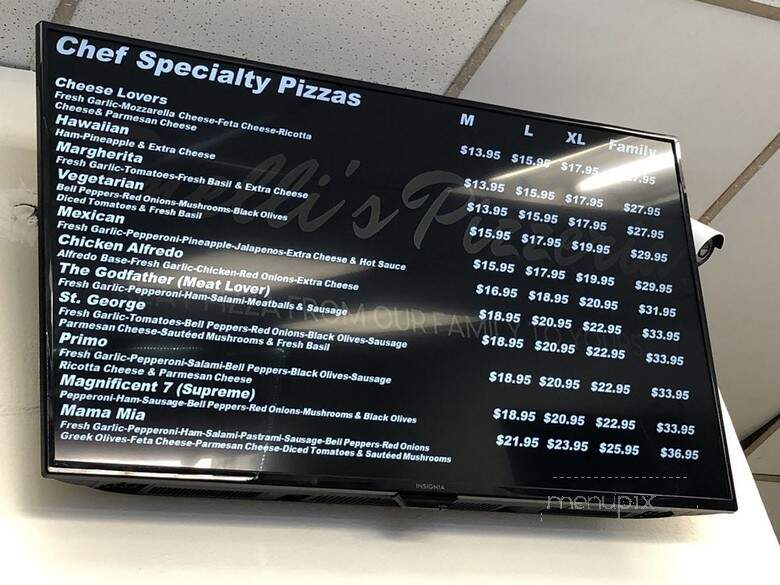 Chef Specialty Pizzas
M L XL Family
Cheese Lovers $13.95 $15.95 $17.95
Fresh Garlic-Mozzarella Cheese-Feta Cheese-Ricotta
Cheese& Parmesan Cheese
Hawaiian $13.95 $15.95 $17.95 $27.95
Ham-Pineapple & Extra Cheese
Margherita $13.95 $15.95 $17.95 $27.95
Fresh Garlic-Tomatoes-Fresh Basil & Extra Cheese
Vegetarian $15.95 $17.95 $19.95 $29.95
Bell Peppers-Red Onions-Mushrooms-Black Olives
Diced Tomatoes & Fresh Basil
Mexican $15.95 $17.95 $19.95 $29.95
Fresh Garlic-Pepperoni-Pineapple-Jalapenos-Extra Cheese & Hot Sauce
Chicken Alfredo $16.95 $18.95 $20.95 $31.95
Alfredo Base-Fresh Garlic-Chicken-Red Onions-Extra Cheese
The Godfather (Meat Lover) $18.95 $20.95 $22.95 $33.95
Fresh Garlic-Pepperoni-Ham-Salami-Meatballs & Sausage
St. George $18.95 $20.95 $22.95 $33.95
Fresh Garlic-Tomatoes-Bell Peppers-Red Onions-Black Olives-Sausage
Parmesan Cheese-Sautéed Mushrooms & Fresh Basil
Primo $18.95 $20.95 $22.95 $33.95
Fresh Garlic-Pepperoni-Salami-Bell Peppers-Black Olives-Sausage
Ricotta Cheese & Parmesan Cheese
Magnificent 7 (Supreme) $18.95 $20.95 $22.95 $33.95
Pepperoni-Ham-Sausage-Bell Peppers-Red Onions-Mushrooms & Black Olives
Mama Mia $21.95 $23.95 $25.95 $36.95
Fresh Garlic-Pepperoni-Ham-Salami-Pastrami-Sausage-Bell Peppers-Red Onions
Greek Olives-Feta Cheese-Parmesan Cheese-Diced Tomatoes & Sautéed Mushrooms
PIZZA FROM OUR FAMILY TO YOURS
INSIGNIA
menupix